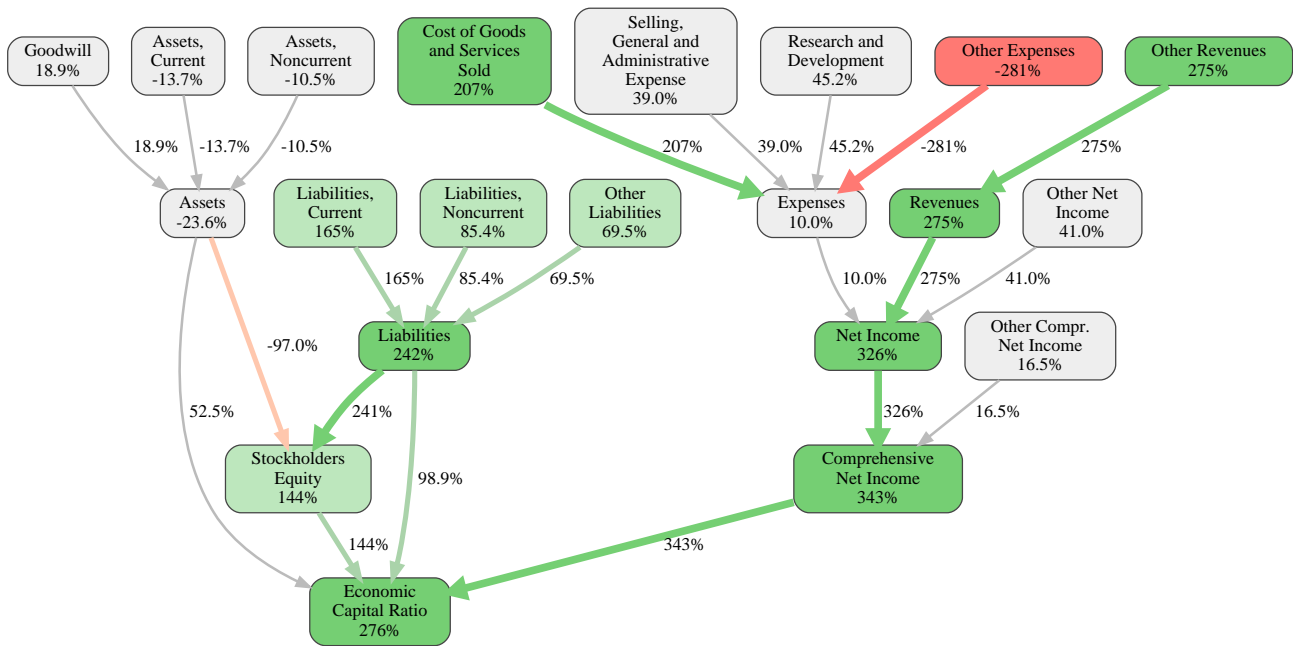 Goodwill
18.9%
Assets,
Current
-13.7%
Assets,
Noncurrent
-10.5%
Cost of Goods
and Services
Sold
207%
Selling,
General and
Administrative
Expense
39.0%
Research and
Development
45.2%
Other Expenses
-281%
Other Revenues
275%
18.9%
-13.7%
-10.5%
207%
39.0%
45.2%
-281%
275%
Assets
-23.6%
Liabilities,
Current
165%
Liabilities,
Noncurrent
85.4%
Other
Liabilities
69.5%
Expenses
10.0%
Revenues
275%
Other Net
Income
41.0%
165%
85.4%
69.5%
10.0%
275%
41.0%
-97.0%
Liabilities
242%
Net Income
326%
Other Compr.
Net Income
16.5%
52.5%
241%
326%
16.5%
Stockholders
Equity
144%
98.9%
Comprehensive
Net Income
343%
144%
343%
Economic
Capital Ratio
276%